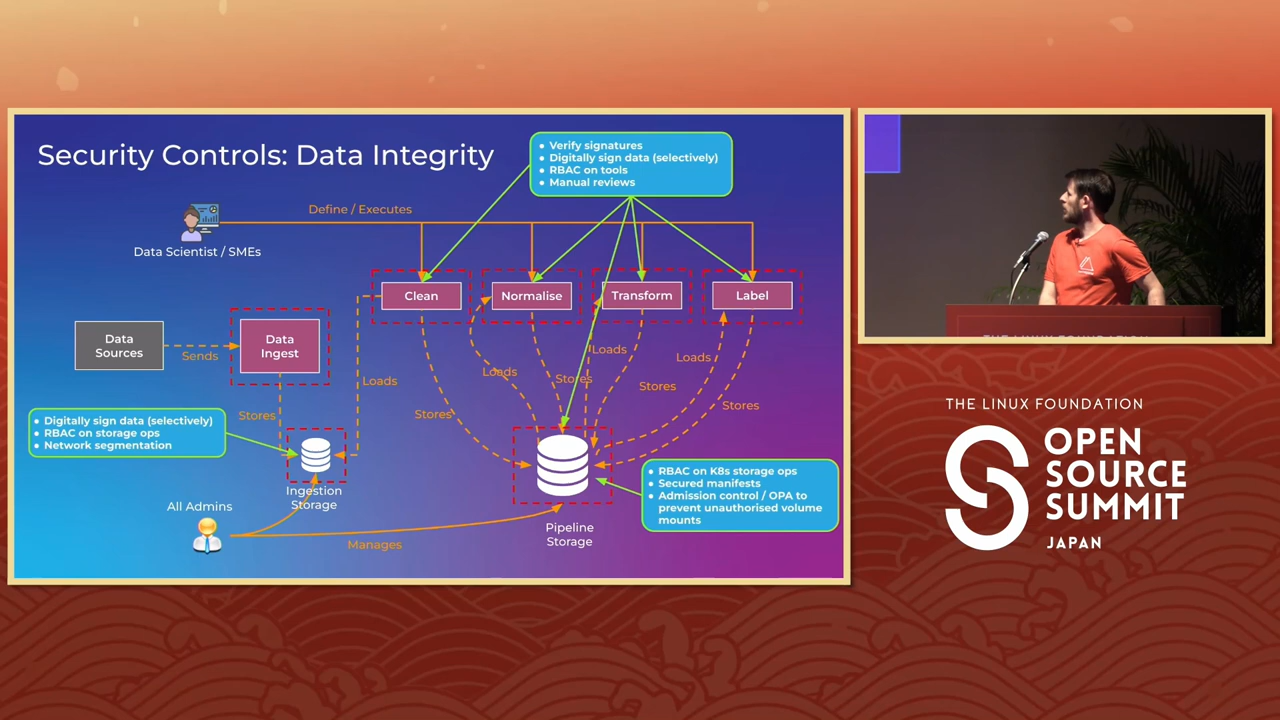 Security Controls: Data Integrity
● Verify signatures
● Digitally sign data (selectively)
● RBAC on tools
● Manual reviews
Define / Executes
Data Scientist / SMEs
Clean
Normalise
Transform
Label
Data
Sources
Sends
Data
Ingest
Loads
Loads
Stores
Loads
Stores
Loads
Stores
Stores
Stores
● Digitally sign data (selectively)
● RBAC on storage ops
● Network segmentation
Ingestion
Storage
All Admins
Manages
Pipeline
Storage
● RBAC on K8s storage ops
● Secured manifests
● Admission control / OPA to
prevent unauthorised volume
mounts
THE LINUX FOUNDATION
THE LINUX FOUNDATION
OPEN
SOURCE
SUMMIT
JAPAN